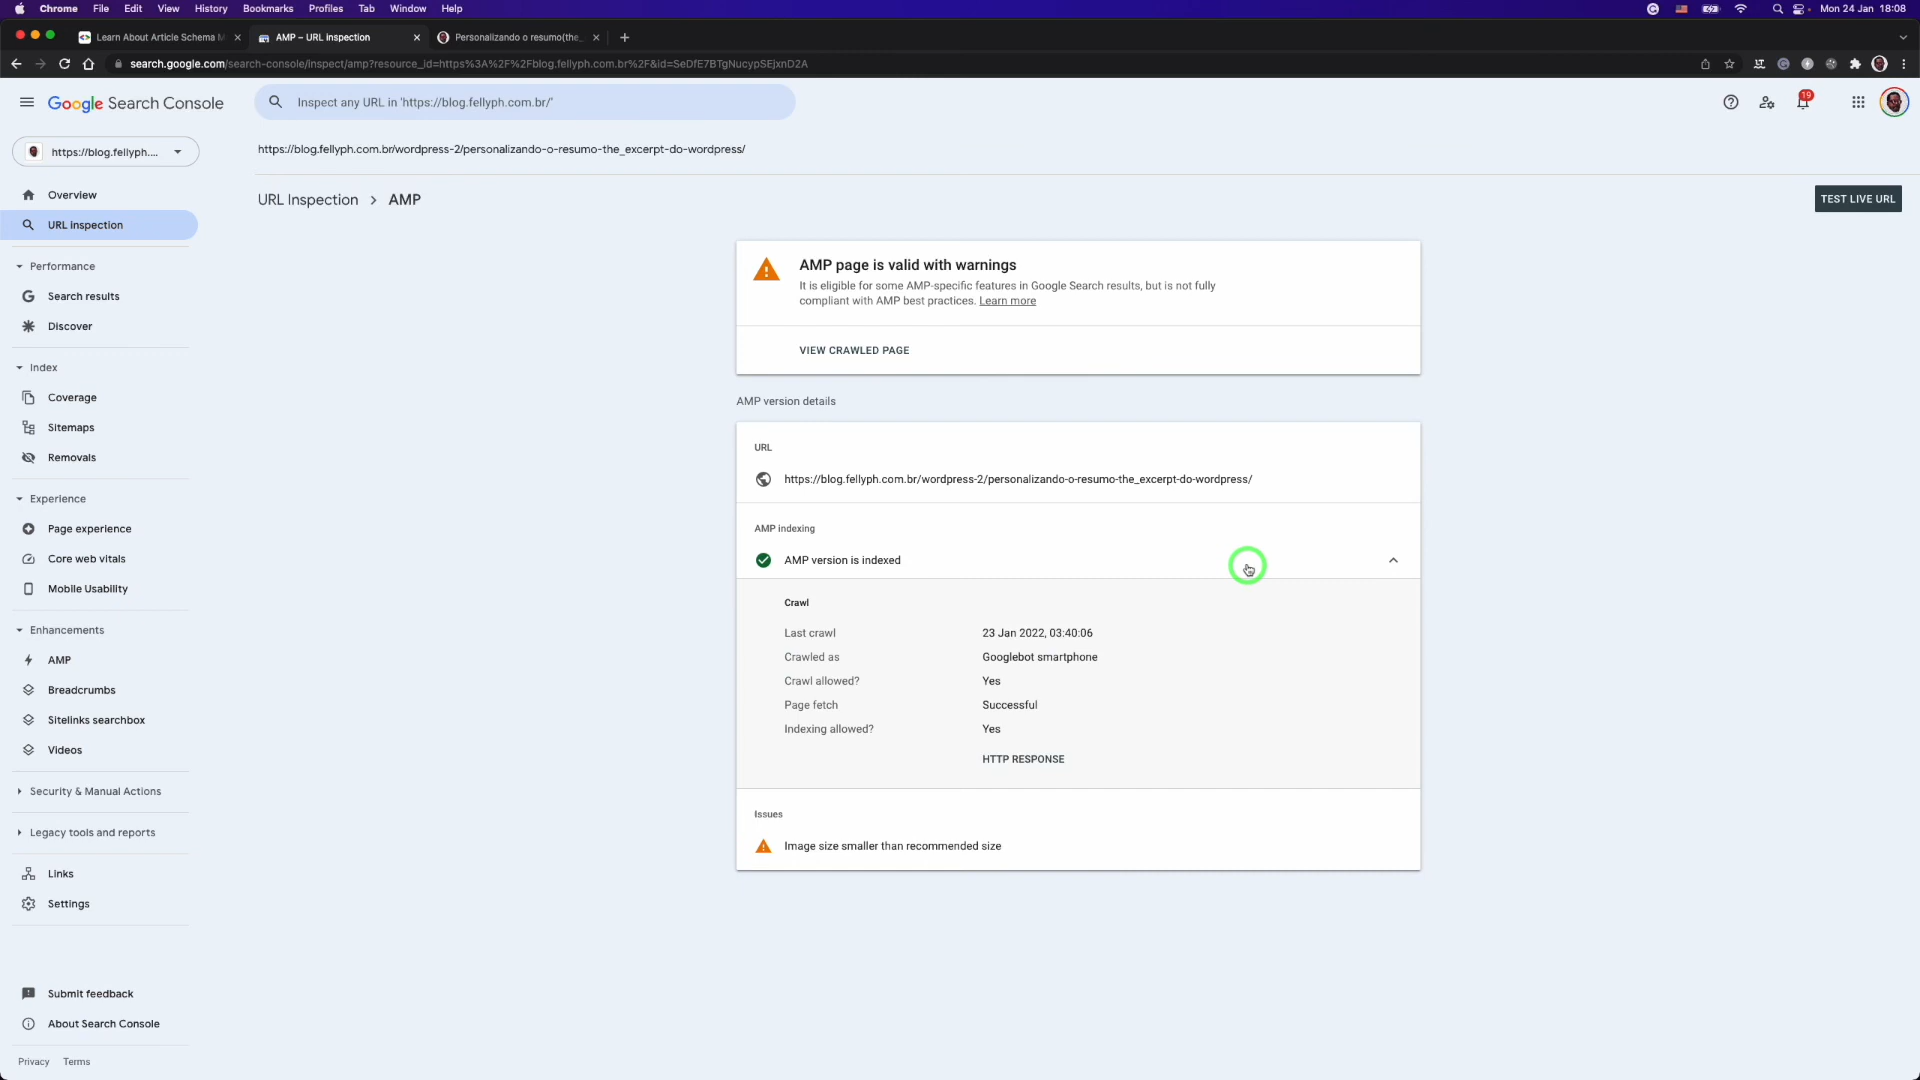 Chrome File Edit View History Bookmarks Profiles Tab Window Help Mon 24 Jan 18:08
Learn About Article Schema M AMP – URL inspection Personalizando o resumo(the_
search.google.com/search-console/inspect/amp?resource_id=https%3A%2F%2Fblog.fellyph.com.br%2F&id=SeDfE7BTgNucypSEjxnD2A
Google Search Console
Inspect any URL in 'https://blog.fellyph.com.br/'
19
https://blog.fellyph....
https://blog.fellyph.com.br/wordpress-2/personalizando-o-resumo-the_excerpt-do-wordpress/
Overview
URL inspection
Performance
Search results
Discover
Index
Coverage
Sitemaps
Removals
Experience
Page experience
Core web vitals
Mobile Usability
Enhancements
AMP
Breadcrumbs
Sitelinks searchbox
Videos
Security & Manual Actions
Legacy tools and reports
Links
Settings
Submit feedback
About Search Console
Privacy Terms
URL Inspection > AMP
TEST LIVE URL
AMP page is valid with warnings
It is eligible for some AMP-specific features in Google Search results, but is not fully
compliant with AMP best practices. Learn more
VIEW CRAWLED PAGE
AMP version details
URL
https://blog.fellyph.com.br/wordpress-2/personalizando-o-resumo-the_excerpt-do-wordpress/
AMP indexing
AMP version is indexed
Crawl
Last crawl 23 Jan 2022, 03:40:06
Crawled as Googlebot smartphone
Crawl allowed? Yes
Page fetch Successful
Indexing allowed? Yes
HTTP RESPONSE
Issues
Image size smaller than recommended size